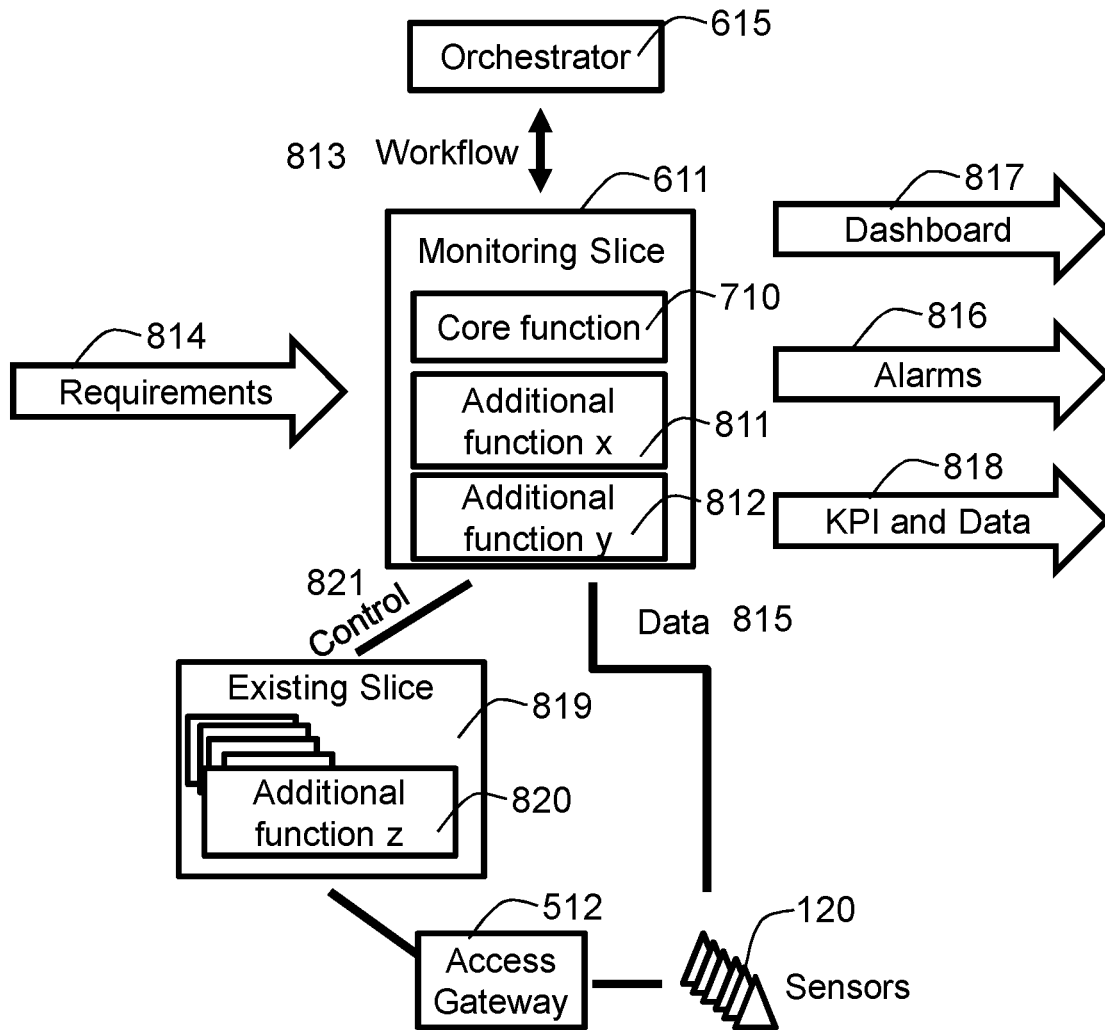 615
Orchestrator
813 Workflow
611
817
Monitoring Slice
Dashboard
710
Core function
814
816
Requirements
Alarms
Additional
function x
811
818
Additional
function y
812
KPI and Data
821
Control
Data 815
Existing Slice
819
Additional
function z
820
512
120
Access
Gateway
Sensors